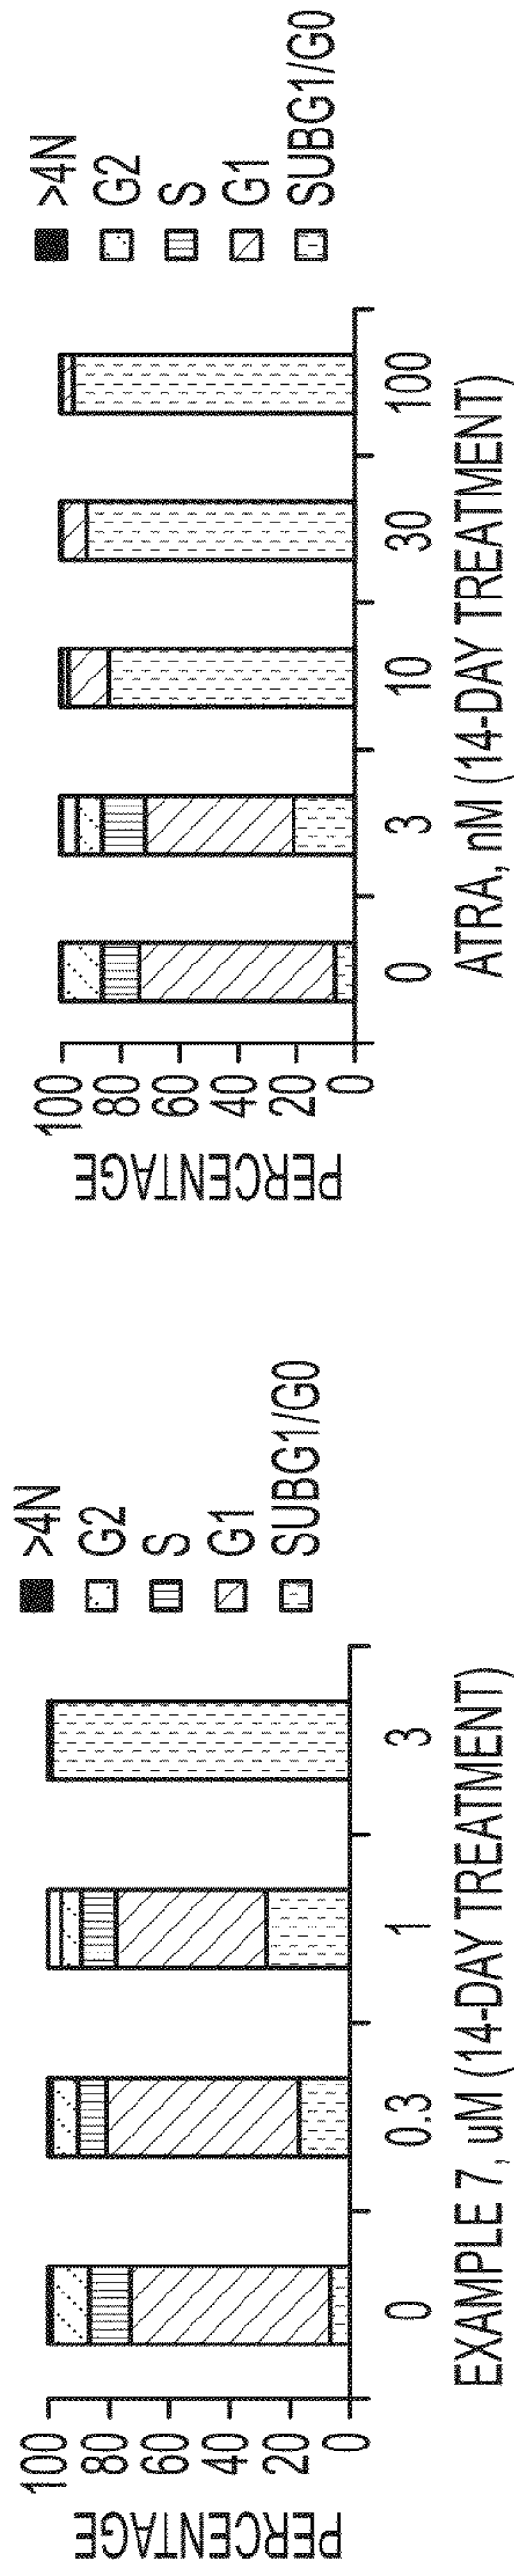 PERCENTAGE
100
80
60
40
20
0
0
0.3
1
3
EXAMPLE 7, uM (14-DAY TREATMENT)
>4N
G2
S
G1
SUBG1/G0
PERCENTAGE
100
80
60
40
20
0
0
3
10
30
100
ATRA, nM (14-DAY TREATMENT)
>4N
G2
S
G1
SUBG1/G0